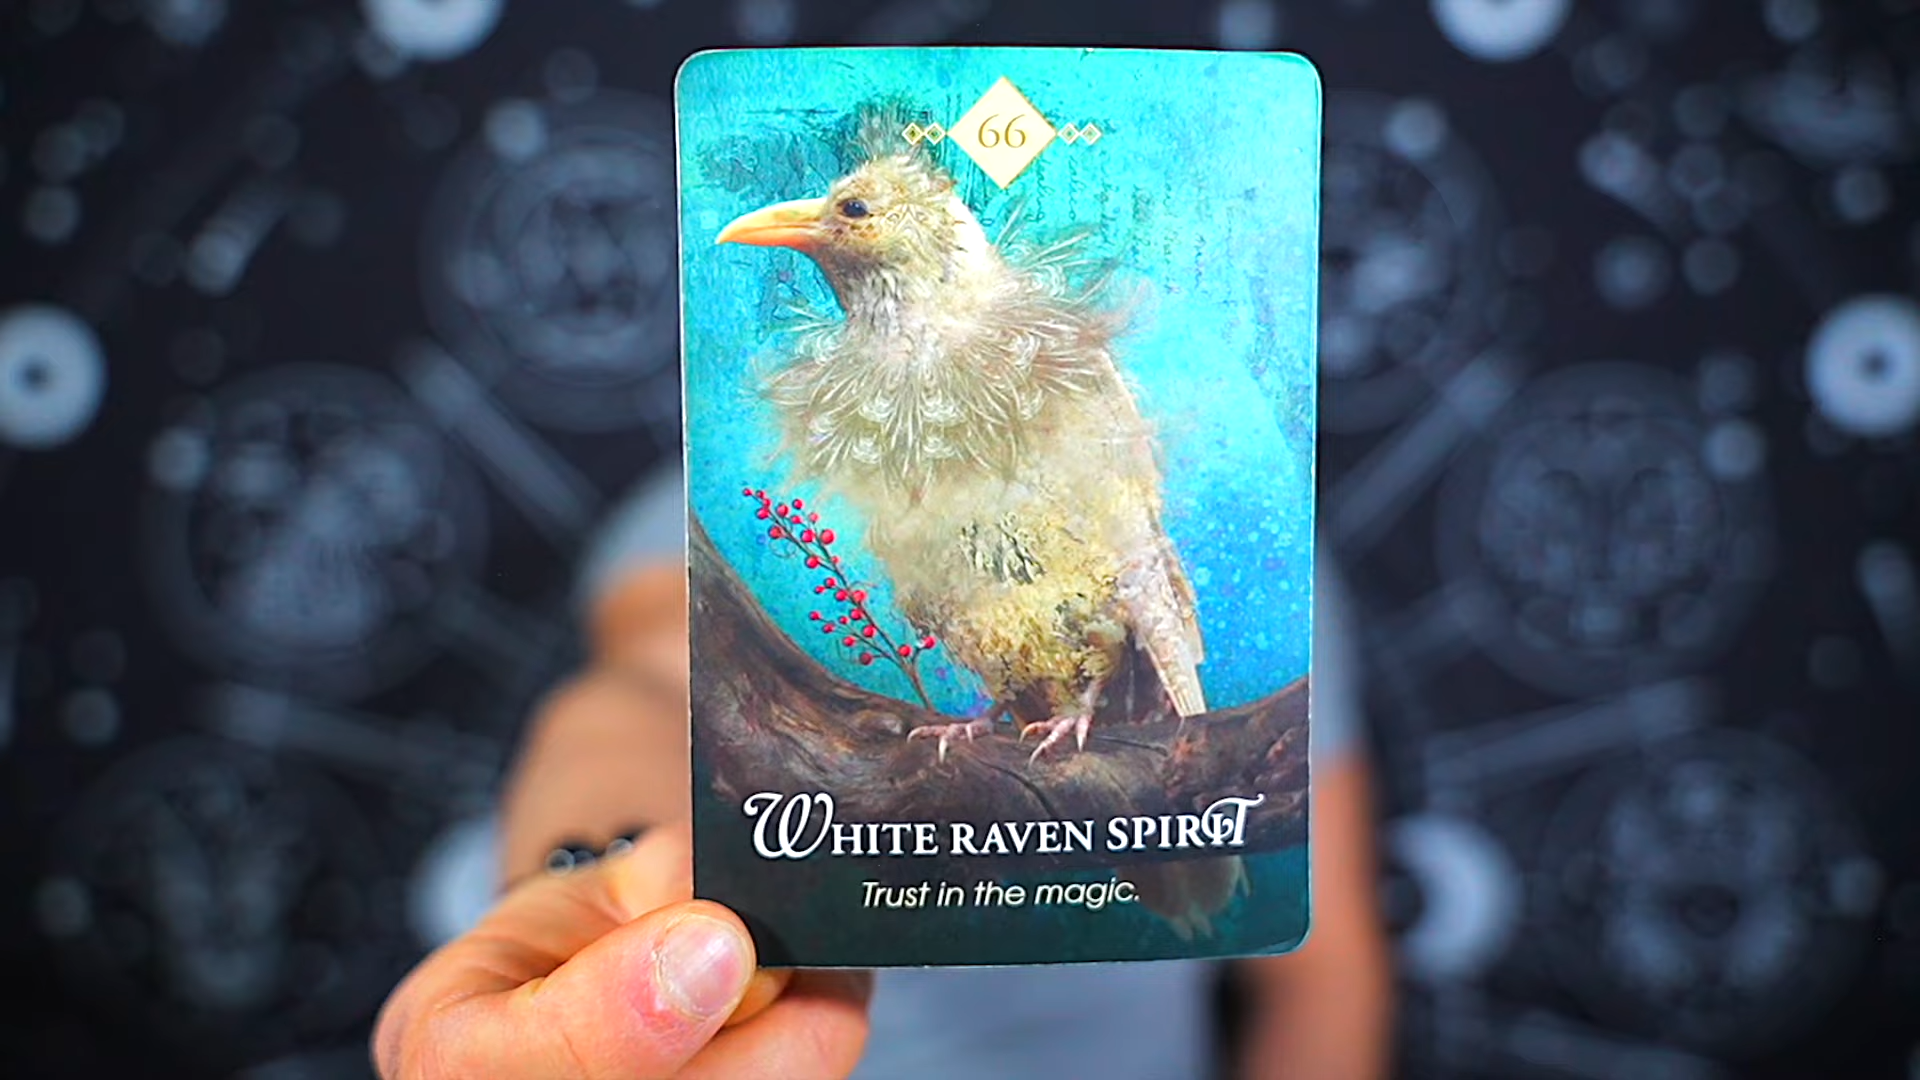 66
White raven spirit
Trust in the magic.